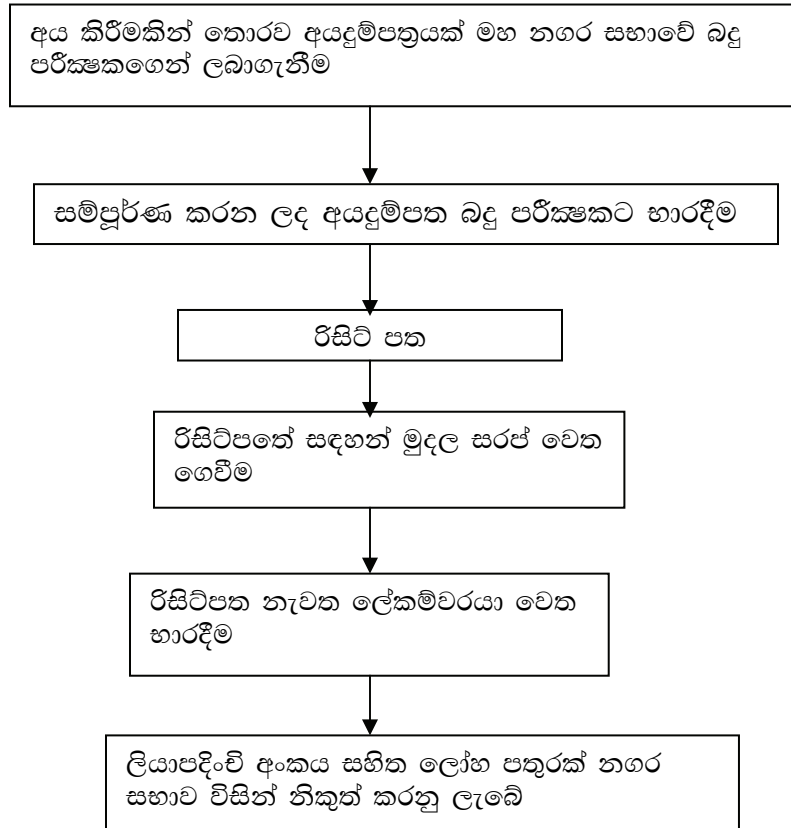 අය කිරීමකින් තොරව අයදුම්පත්‍රයක් මහ නගර සභාවේ බදු
පරීක්‍ෂකගෙන් ලබාගැනීම
සම්පූර්ණ කරන ලද අයදුම්පත බදු පරීක්‍ෂකට භාරදීම
රිසිට් පත
රිසිට්පතේ සඳහන් මුදල සරප් වෙත
ගෙවීම
රිසිට්පත නැවත ලේකම්වරයා වෙත
භාරදීම
ලියාපදිංචි අංකය සහිත ලෝහ පතුරක් නගර
සභාව විසින් නිකුත් කරනු ලැබේ